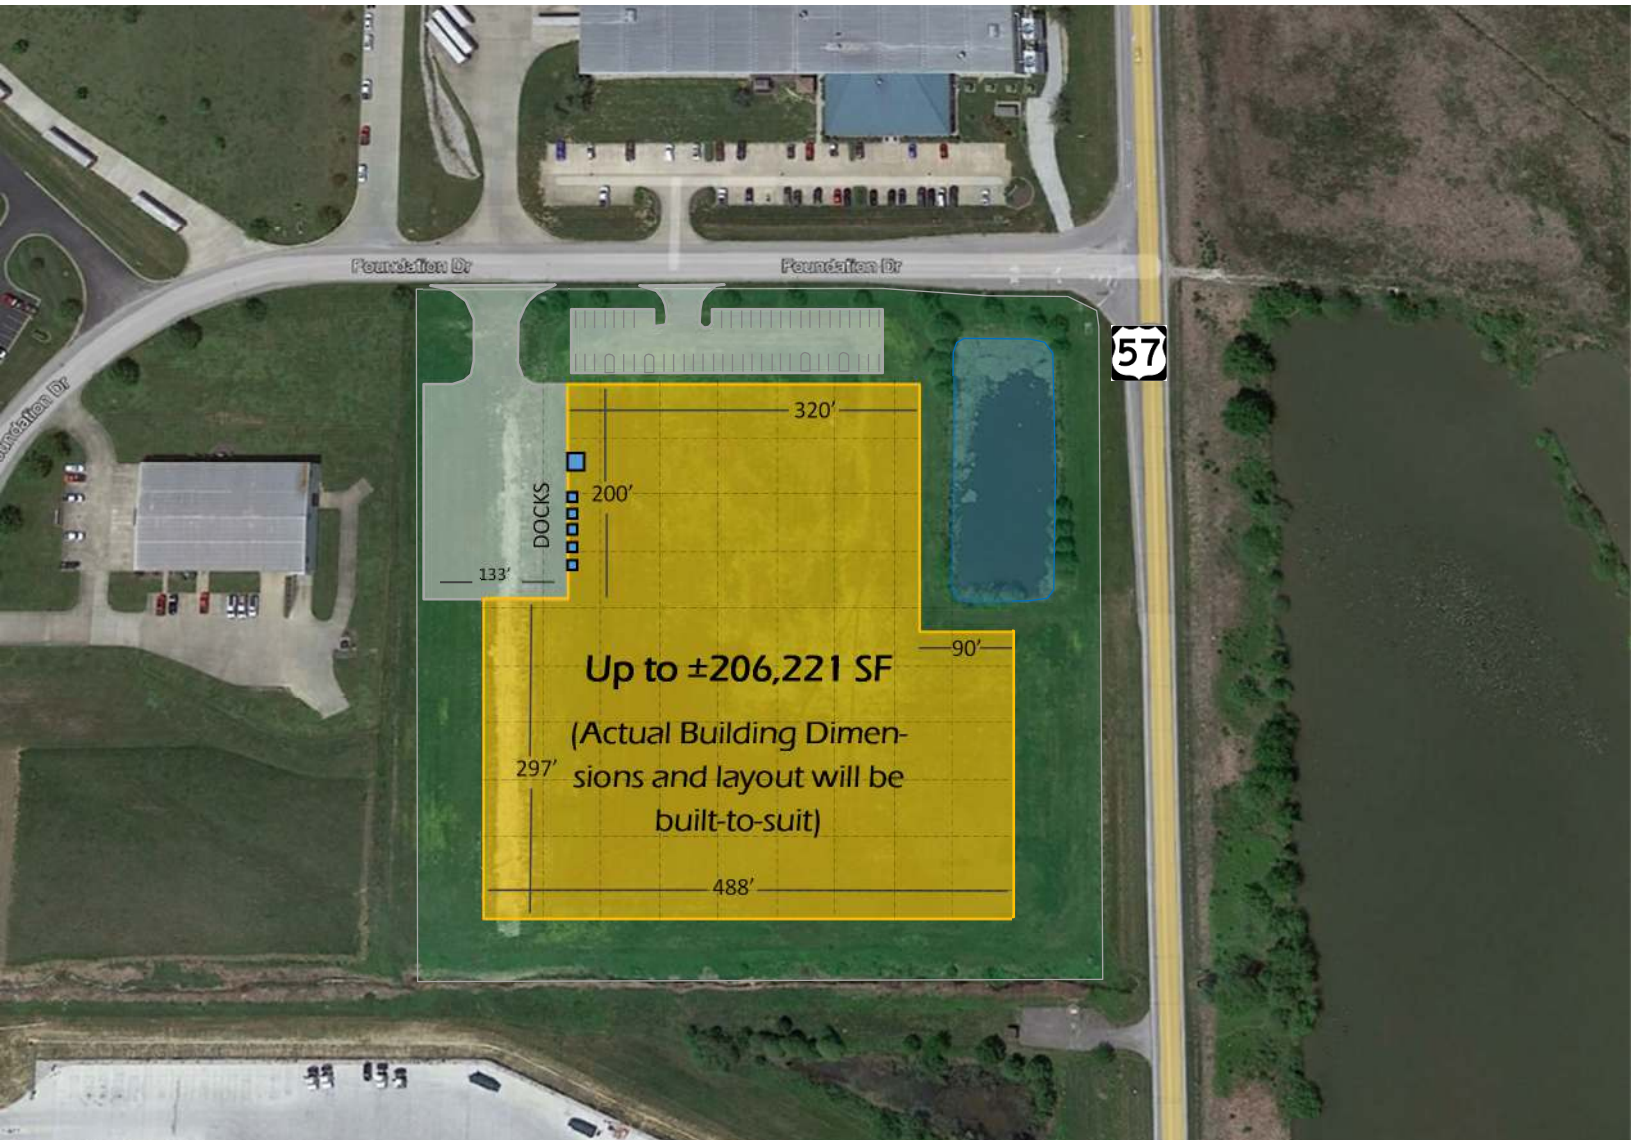 Foundation Dr
Foundation Dr
57
320'
Foundation Dr
200'
DOCKS
133'
90'
Up to ±206,221 SF
(Actual Building Dimen-
sions and layout will be
297'
built-to-suit)
488'